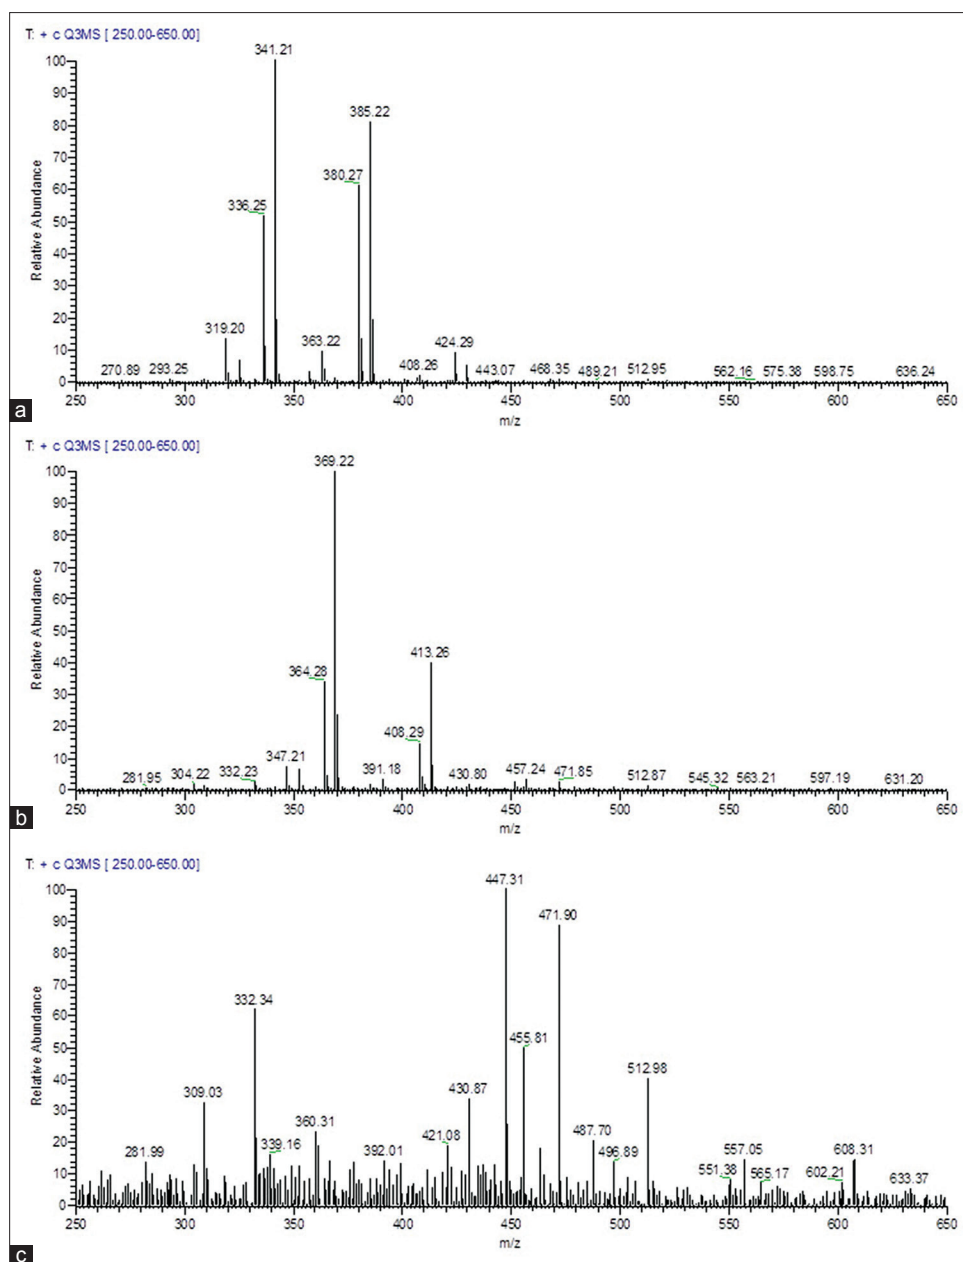 T: + c Q3MS [ 250.00-650.00]
341.21
100
385.22
90
80
70
380.27
60
336.25
50
40
30
20
319.20
363.22
424.29
10
270.89 293.25 408.26 443.07 468.35 489.21 512.95 562.16 575.38 598.75 636.24
0
250 300 350 400 450 500 550 600 650
m/z
Relative Abundance
a
T: + c Q3MS [ 250.00-650.00]
369.22
100
90
80
70
60
50
413.26
40
364.28
30
20
408.29
10
347.21
281.95 304.22 332.23 391.18 430.80 457.24 471.85 512.87 545.32 563.21 597.19 631.20
0
250 300 350 400 450 500 550 600 650
m/z
Relative Abundance
b
T: + c Q3MS [ 250.00-650.00]
447.31
100
471.90
90
80
70
332.34
60
455.81
50
512.98
40
309.03
430.87
30
360.31
487.70
20
281.99 339.16 392.01 421.08 496.89 557.05 608.31
10
551.38 565.17 602.21 633.37
0
250 300 350 400 450 500 550 600 650
m/z
Relative Abundance
c